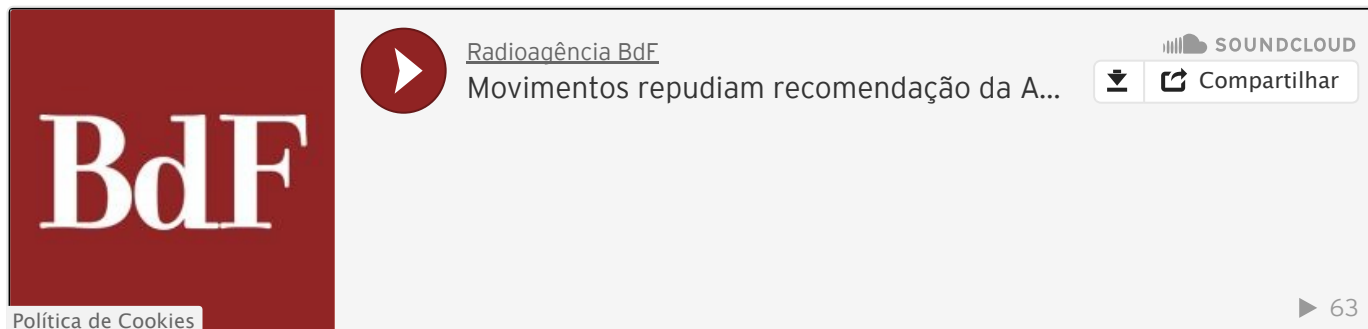 BdF
Radioagência BdF
Movimentos repudiam recomendação da A...
SOUNDCLOUD
Compartilhar
63
Política de Cookies